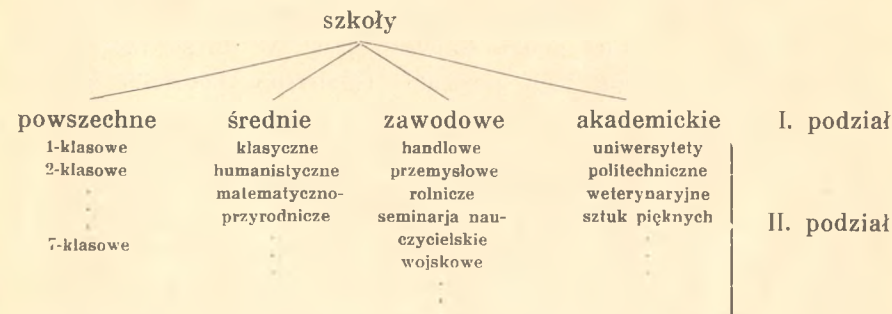 szkoły
powszechne średnie zawodowe akademickie I. podział
1-klasowe klasyczne handlowe uniwersytety
2-klasowe humanistyczne przemysłowe politechniczne
matematyczno- rolnicze weterynaryjne
przyrodnicze seminarja nau- sztuk pięknych II. podział
7-klasowe czycielskie
wojskowe